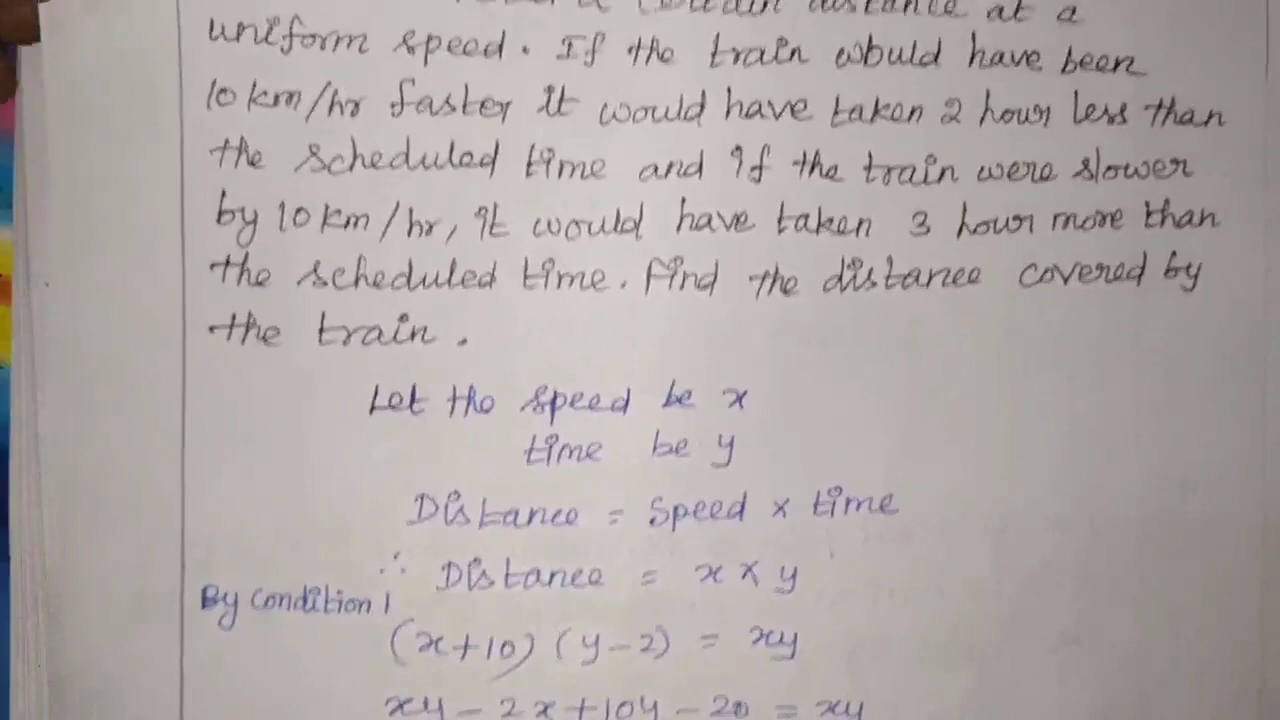 distance at a
uniform speed. If the train would have been
10 km/hr faster it would have taken 2 hour less than
the scheduled time and if the train were slower
by 10 km/hr, it would have taken 3 hour more than
the scheduled time. Find the distance covered by
the train.
Let the speed be x
time be y
Distance = Speed × time
∴ Distance = x × y
By Condition 1
(x+10) (y-2) = xy
xy - 2x + 10y - 20 = xy